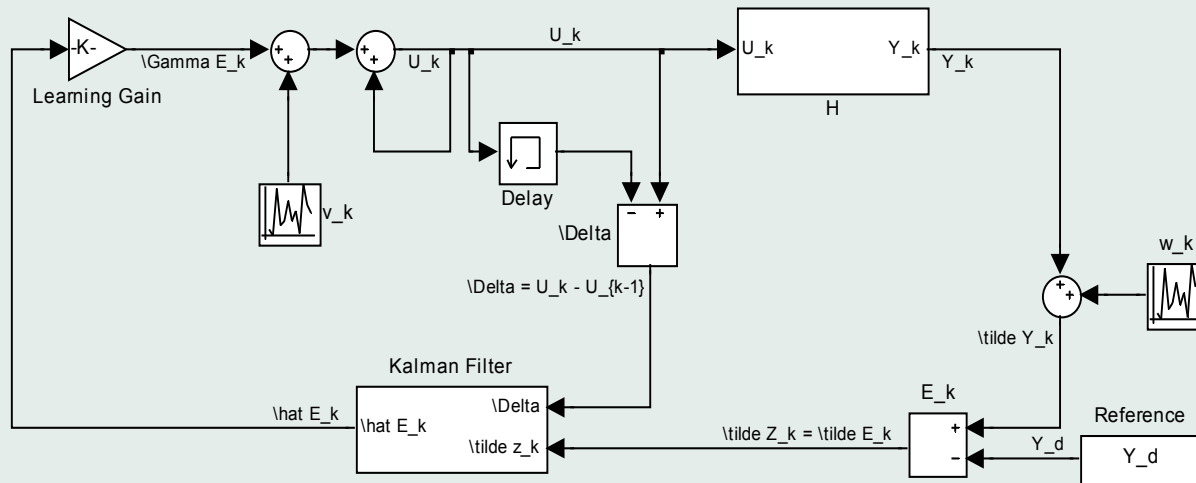 -K-
Learning Gain
\Gamma E_k
+
+
v_k
+
+
U_k
U_k
U_k
Y_k
H
Y_k
Delay
−
+
\Delta
\Delta = U_k - U_{k-1}
w_k
+
+
\tilde Y_k
Kalman Filter
\hat E_k
\hat E_k
\Delta
\tilde z_k
\tilde Z_k = \tilde E_k
E_k
+
−
Y_d
Reference
Y_d